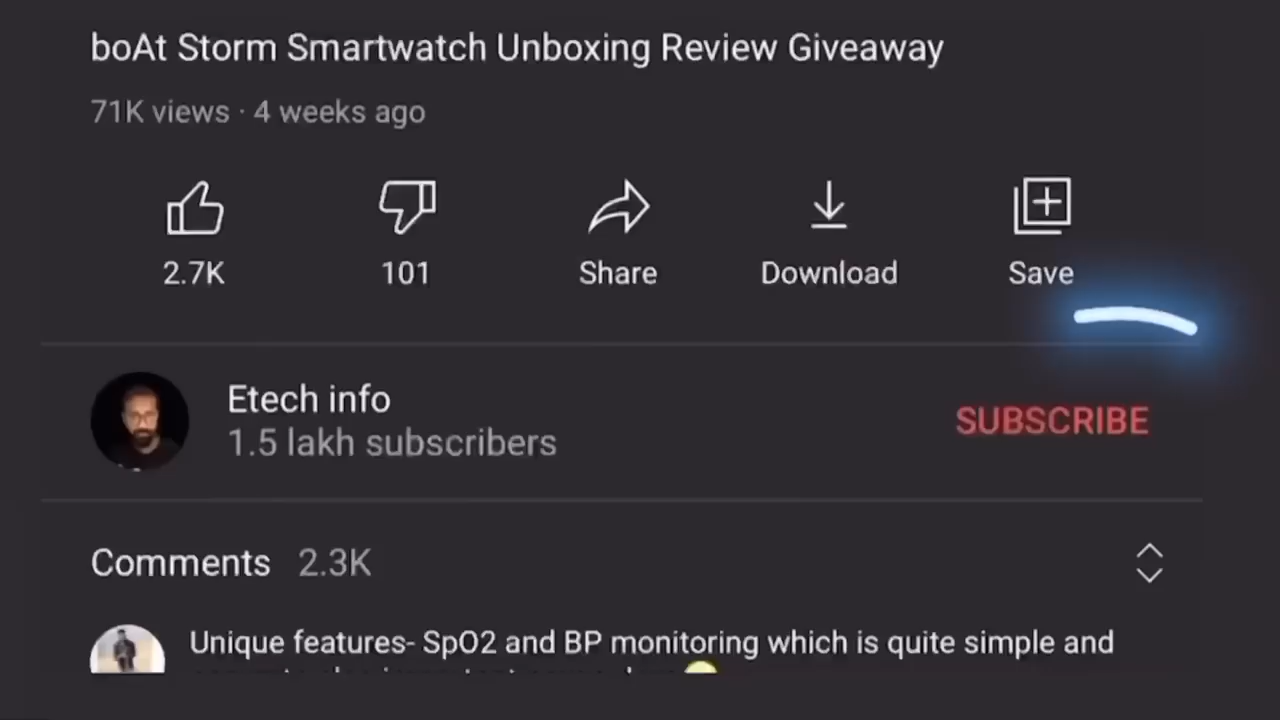 boAt Storm Smartwatch Unboxing Review Giveaway
71K views · 4 weeks ago
2.7K
101
Share
Download
Save
Etech info
1.5 lakh subscribers
SUBSCRIBE
Comments 2.3K
Unique features- SpO2 and BP monitoring which is quite simple and